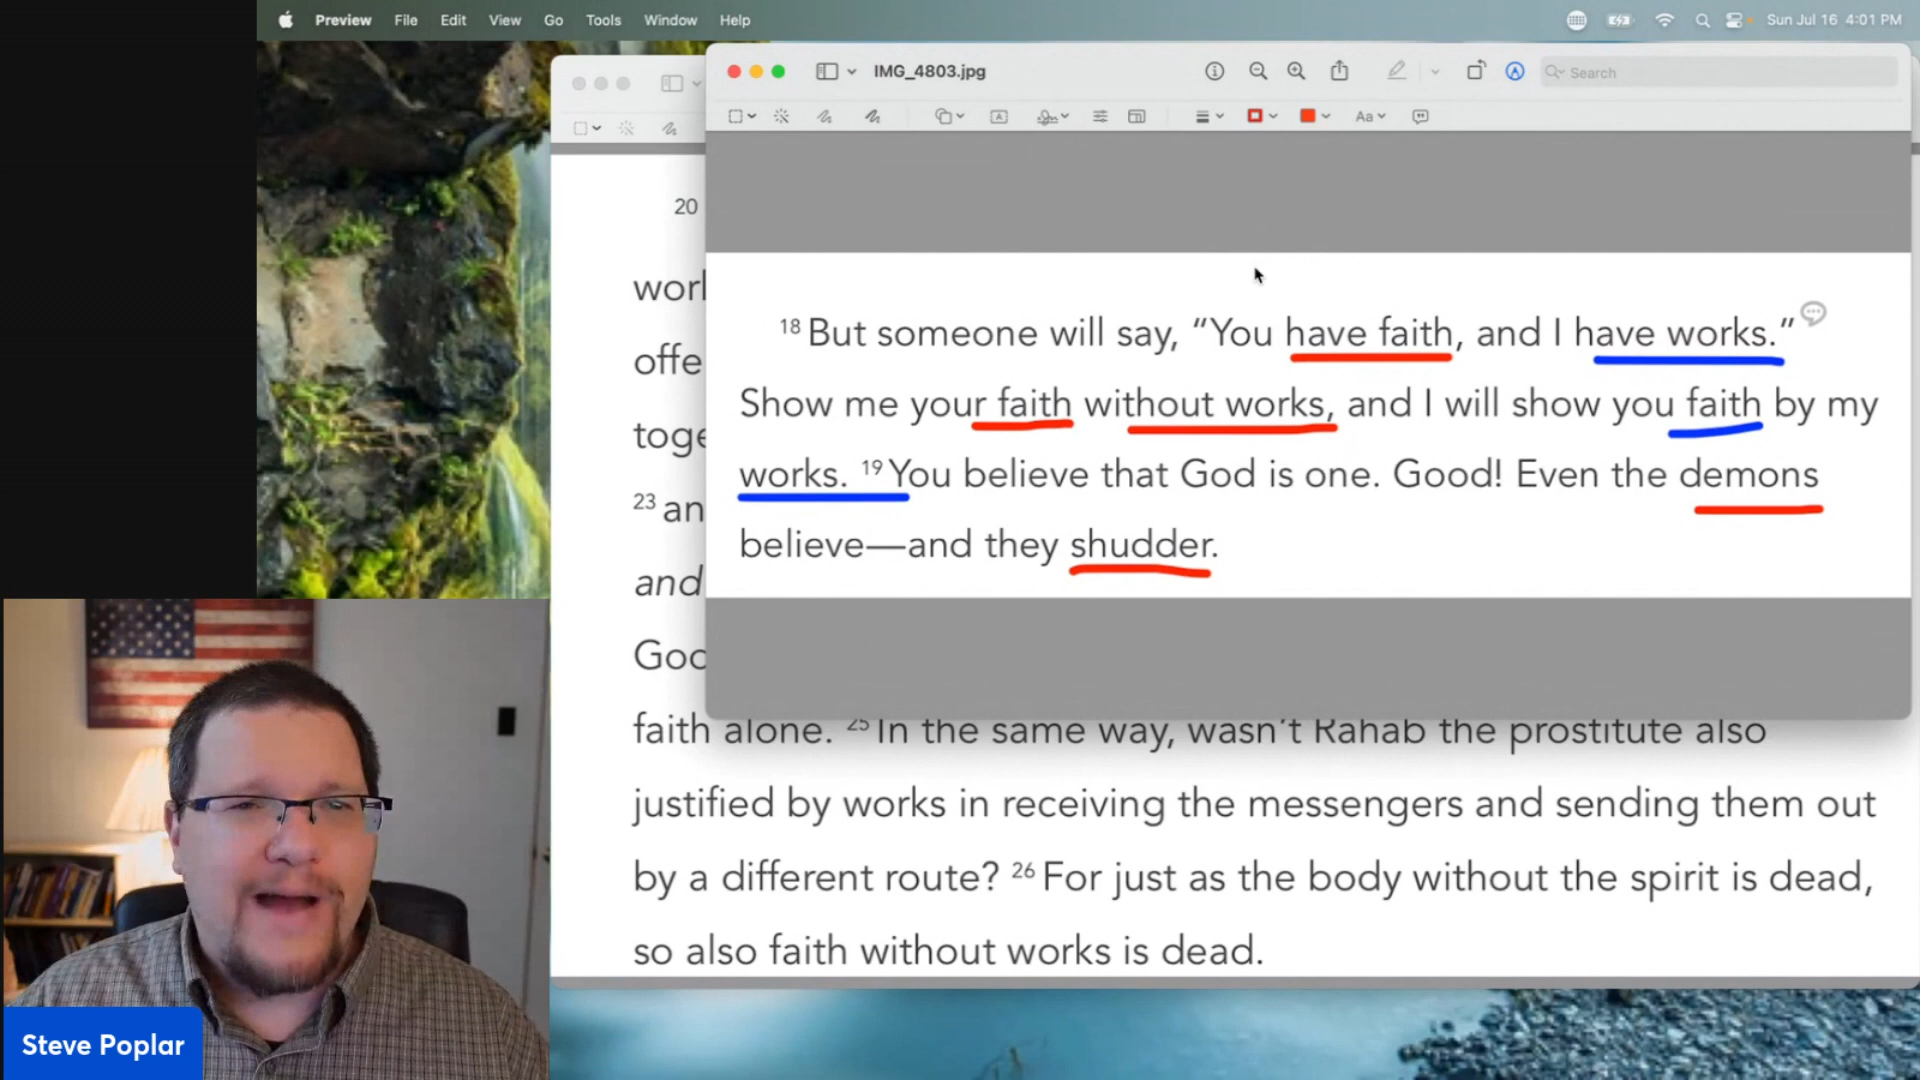 Preview File Edit View Go Tools Window Help
Sun Jul 16 4:01 PM
IMG_4803.jpg
Search
Aa
18 But someone will say, “You have faith, and I have works.”
Show me your faith without works, and I will show you faith by my
works. 19 You believe that God is one. Good! Even the demons
believe—and they shudder.
20
offe
toge
23 an
and
faith alone. 25 In the same way, wasn’t Rahab the prostitute also
justified by works in receiving the messengers and sending them out
by a different route? 26 For just as the body without the spirit is dead,
so also faith without works is dead.
Steve Poplar